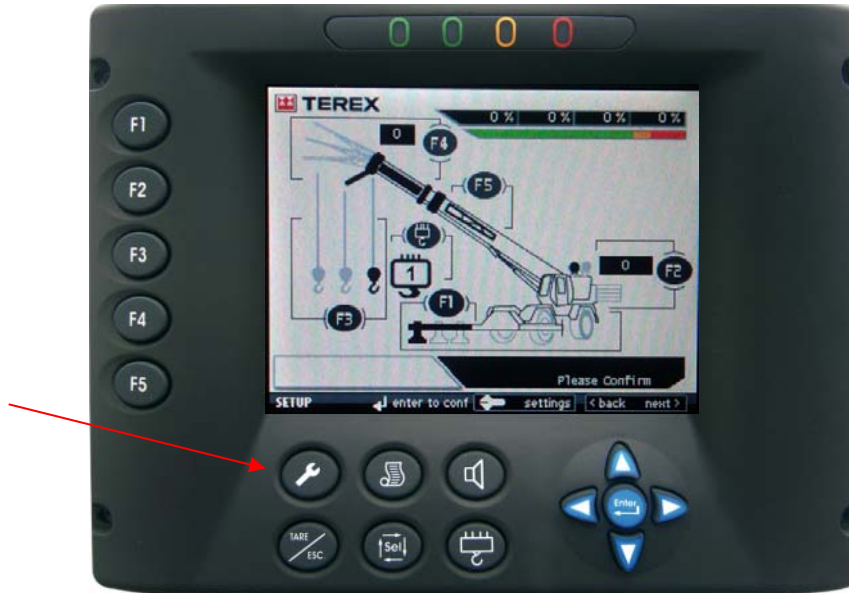 TEREX
0 % 0 % 0 % 0 %
0 F4
F5
0 F2
1
F1
F3
Please Confirm
SETUP enter to conf settings < back next >
F1
F2
F3
F4
F5
TARE/ESC
Sel
Enter